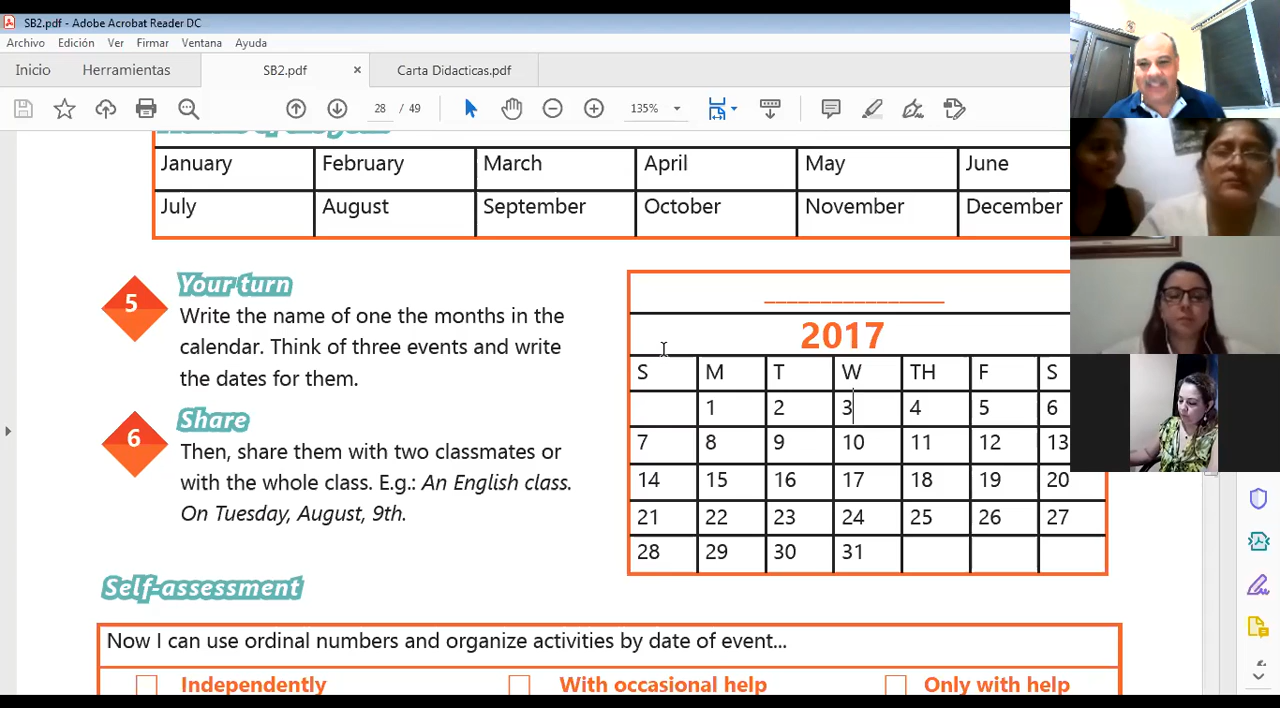 SB2.pdf - Adobe Acrobat Reader DC
Archivo Edición Ver Firmar Ventana Ayuda
Inicio Herramientas SB2.pdf × Carta Didacticas.pdf
28 / 49 135%
January February March April May June
July August September October November December
5 Your turn
Write the name of one the months in the
calendar. Think of three events and write
the dates for them.
6 Share
Then, share them with two classmates or
with the whole class. E.g.: An English class.
On Tuesday, August, 9th.
________________
2017
S M T W TH F S
1 2 3 4 5 6
7 8 9 10 11 12 13
14 15 16 17 18 19 20
21 22 23 24 25 26 27
28 29 30 31
Self-assessment
Now I can use ordinal numbers and organize activities by date of event...
Independently With occasional help Only with help